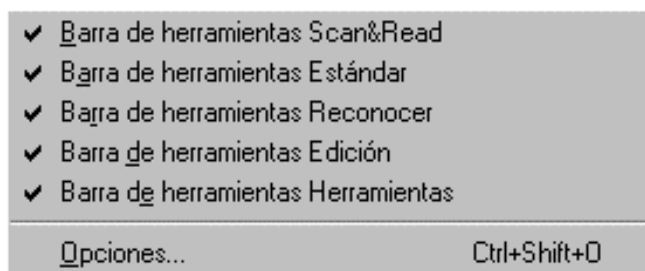 ✔ Barra de herramientas Scan&Read
✔ Barra de herramientas Estándar
✔ Barra de herramientas Reconocer
✔ Barra de herramientas Edición
✔ Barra de herramientas Herramientas
Opciones... Ctrl+Shift+O